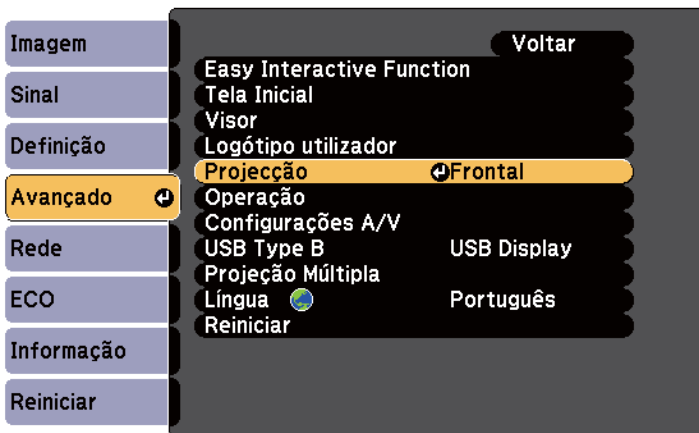 Imagem
Sinal
Definição
Avançado
Rede
ECO
Informação
Reiniciar
Voltar
Easy Interactive Function
Tela Inicial
Visor
Logótipo utilizador
Projecção Frontal
Operação
Configurações A/V
USB Type B USB Display
Projeção Múltipla
Língua Português
Reiniciar